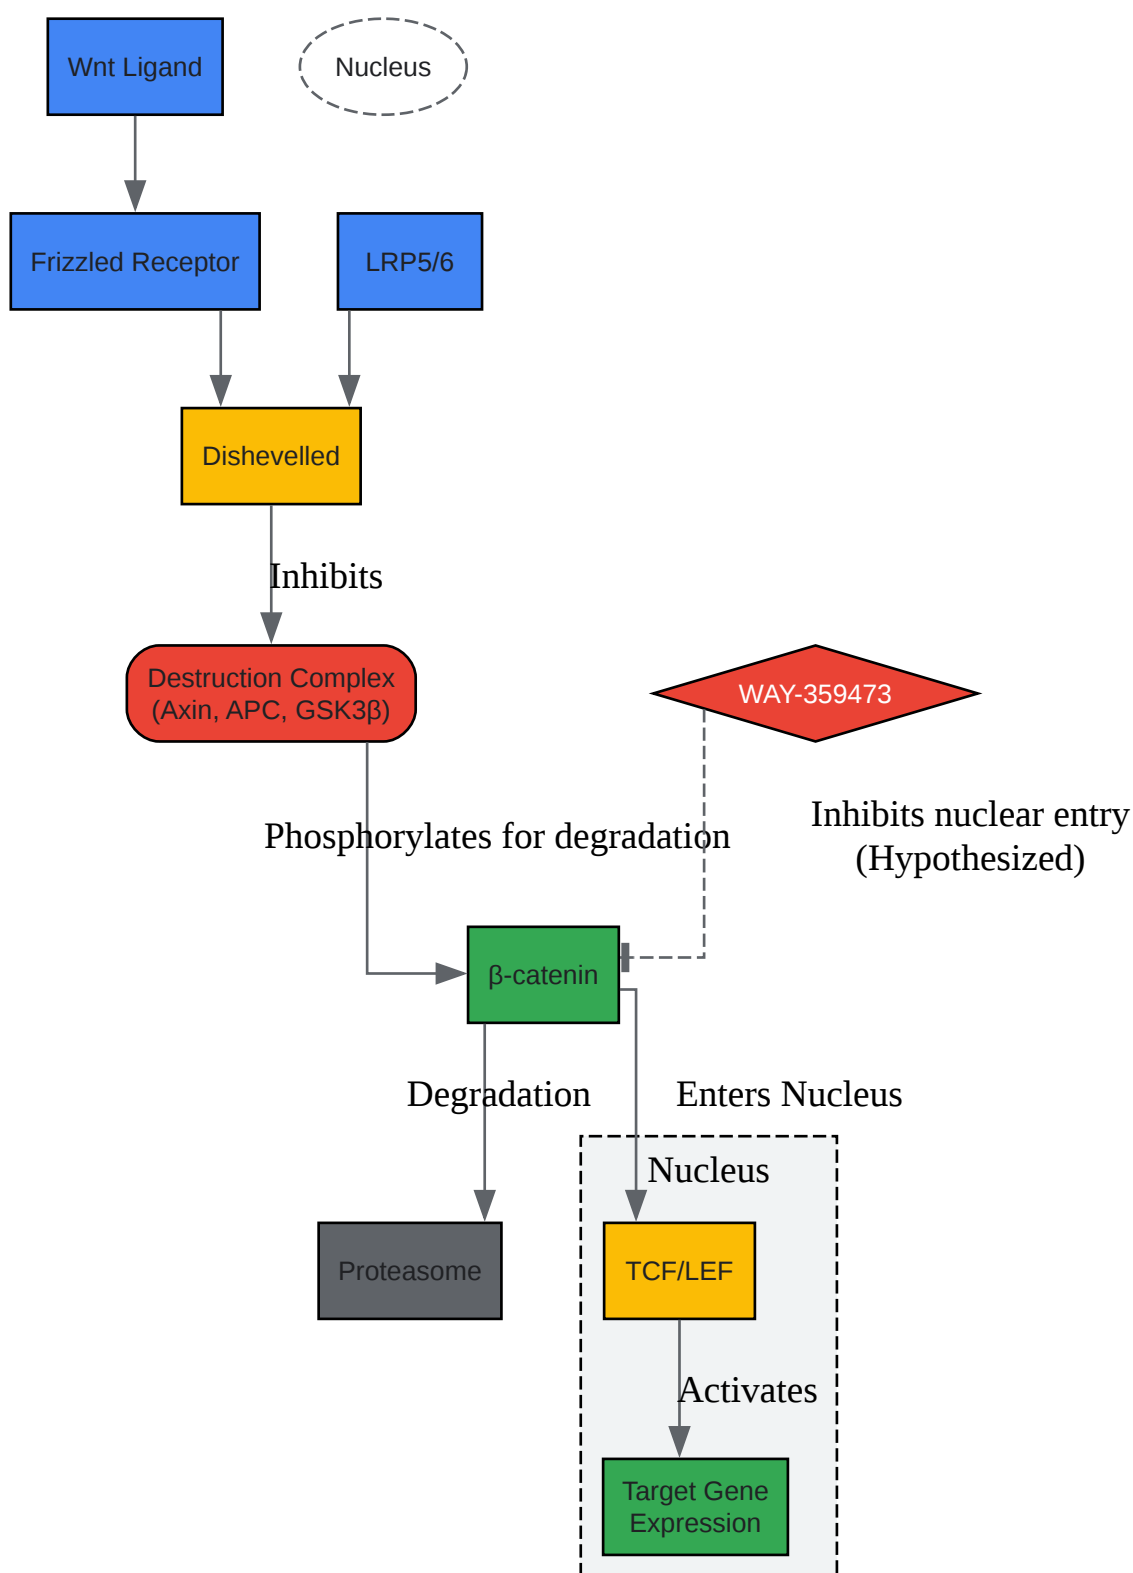 Wnt Ligand
Nucleus
Frizzled Receptor
LRP5/6
Dishevelled
Inhibits
Destruction Complex
(Axin, APC, GSK3β)
WAY-359473
Phosphorylates for degradation
Inhibits nuclear entry
(Hypothesized)
β-catenin
Degradation
Enters Nucleus
Nucleus
Proteasome
TCF/LEF
Activates
Target Gene
Expression